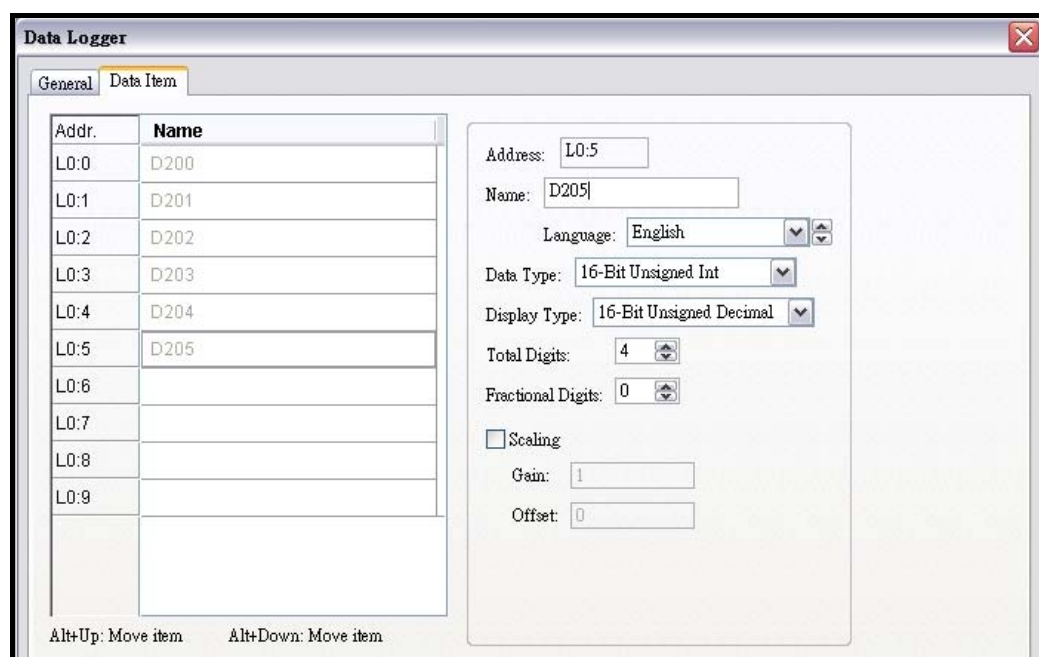 Data Logger
General Data Item
Addr. Name
L0:0 D200
L0:1 D201
L0:2 D202
L0:3 D203
L0:4 D204
L0:5 D205
L0:6
L0:7
L0:8
L0:9
Alt+Up: Move item Alt+Down: Move item
Address: L0:5
Name: D205
Language: English
Data Type: 16-Bit Unsigned Int
Display Type: 16-Bit Unsigned Decimal
Total Digits: 4
Fractional Digits: 0
Scaling
Gain: 1
Offset: 0